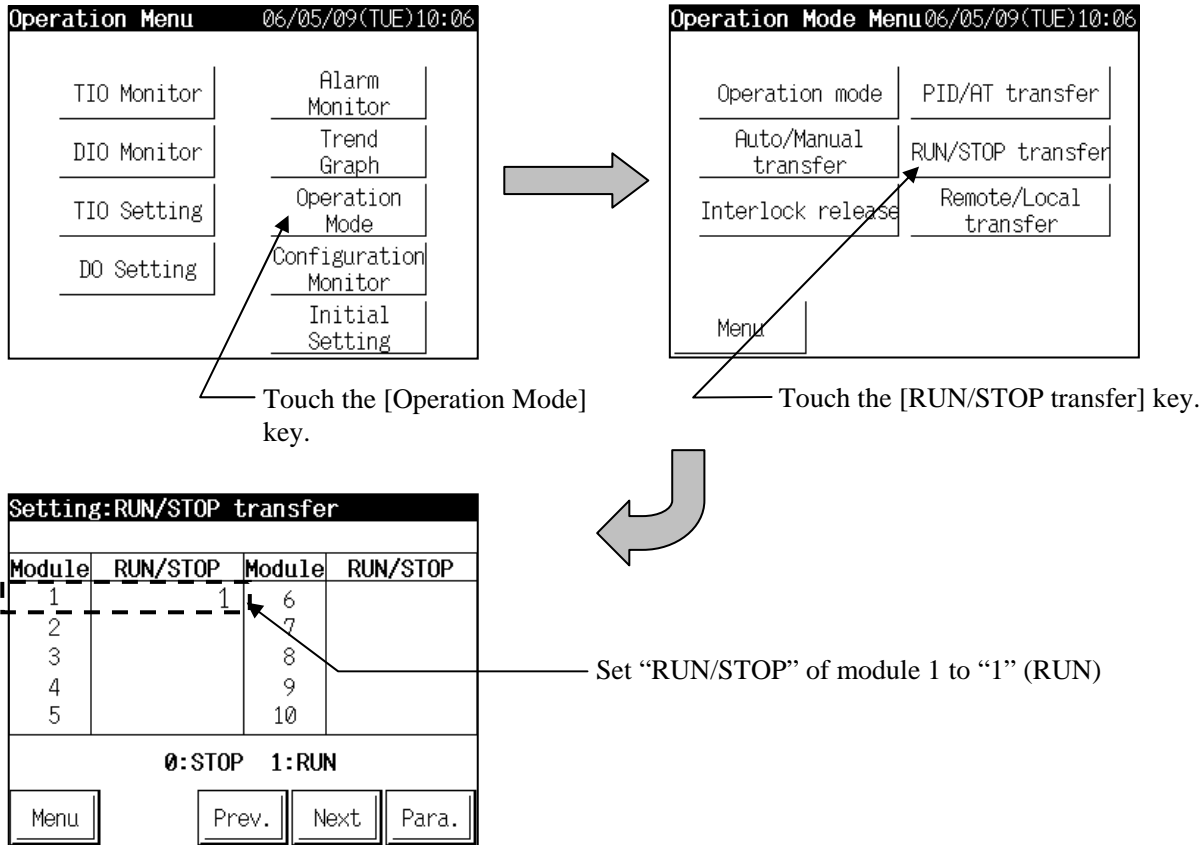 Operation Menu 06/05/09(TUE)10:06
TIO Monitor
Alarm
Monitor
DIO Monitor
Trend
Graph
TIO Setting
Operation
Mode
DO Setting
Configuration
Monitor
Initial
Setting
Touch the [Operation Mode]
key.
Operation Mode Menu 06/05/09(TUE)10:06
Operation mode
PID/AT transfer
Auto/Manual
transfer
RUN/STOP transfer
Interlock release
Remote/Local
transfer
Menu
Touch the [RUN/STOP transfer] key.
Setting:RUN/STOP transfer
Module RUN/STOP Module RUN/STOP
1 1 6
2 7
3 8
4 9
5 10
0:STOP 1:RUN
Menu Prev. Next Para.
Set “RUN/STOP” of module 1 to “1” (RUN)